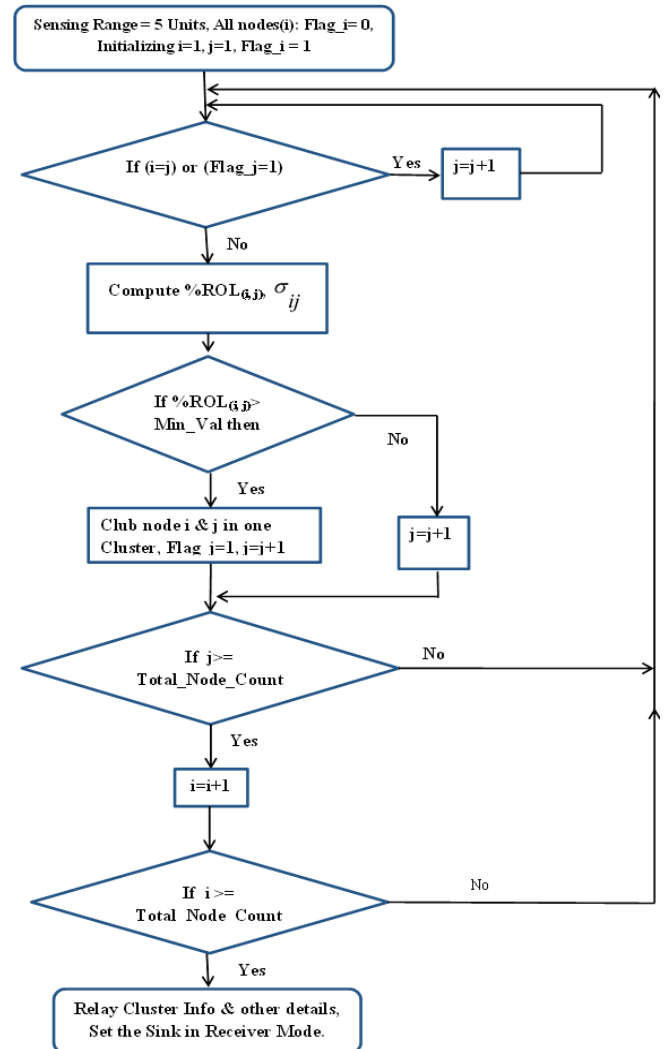 Sensing Range = 5 Units, All nodes(i): Flag_i= 0,
Initializing i=1, j=1, Flag_i = 1
If (i=j) or (Flag_j=1)
Yes
j=j+1
No
Compute %ROL(i,j), σij
If %ROL(i,j)>
Min_Val then
No
Yes
Club node i & j in one
Cluster, Flag_j=1, j=j+1
j=j+1
If j>=
Total_Node_Count
No
Yes
i=i+1
If i >=
Total_Node_Count
No
Yes
Relay Cluster Info & other details,
Set the Sink in Receiver Mode.